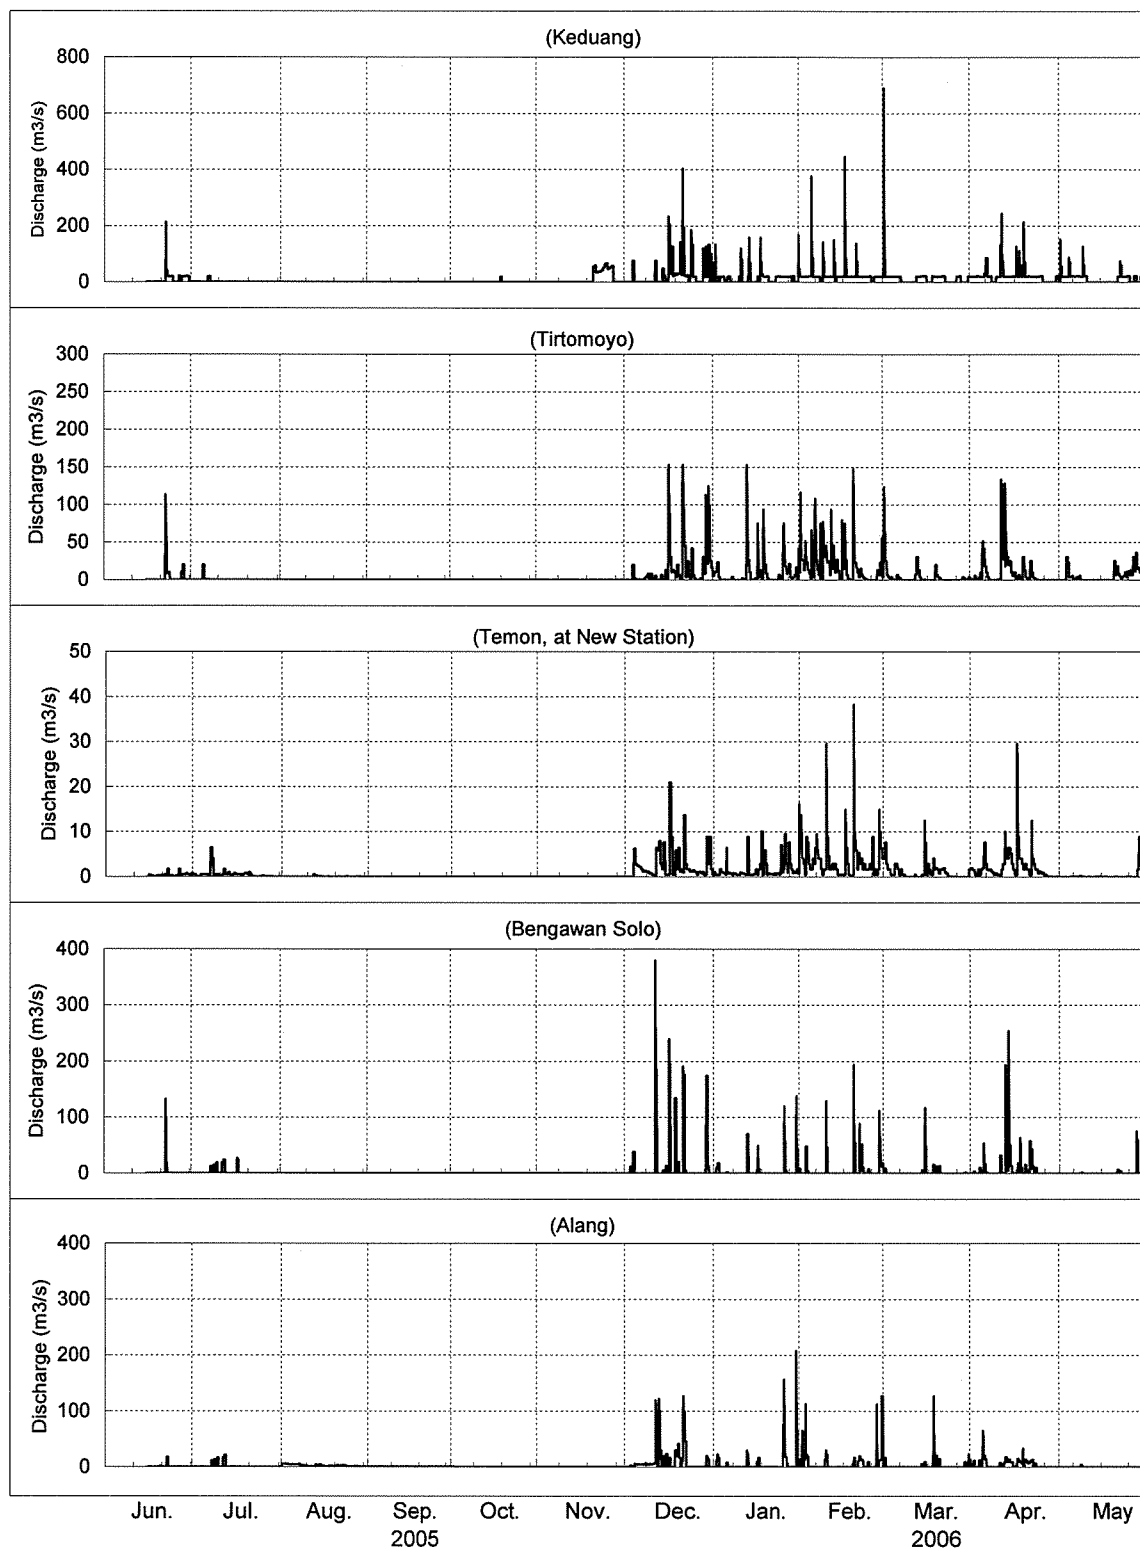 (Keduang)
800
600
400
200
0
Discharge (m3/s)
(Tirtomoyo)
300
250
200
150
100
50
0
Discharge (m3/s)
(Temon, at New Station)
50
40
30
20
10
0
Discharge (m3/s)
(Bengawan Solo)
400
300
200
100
0
Discharge (m3/s)
(Alang)
400
300
200
100
0
Discharge (m3/s)
Jun. Jul. Aug. Sep. Oct. Nov. Dec. Jan. Feb. Mar. Apr. May
2005 2006